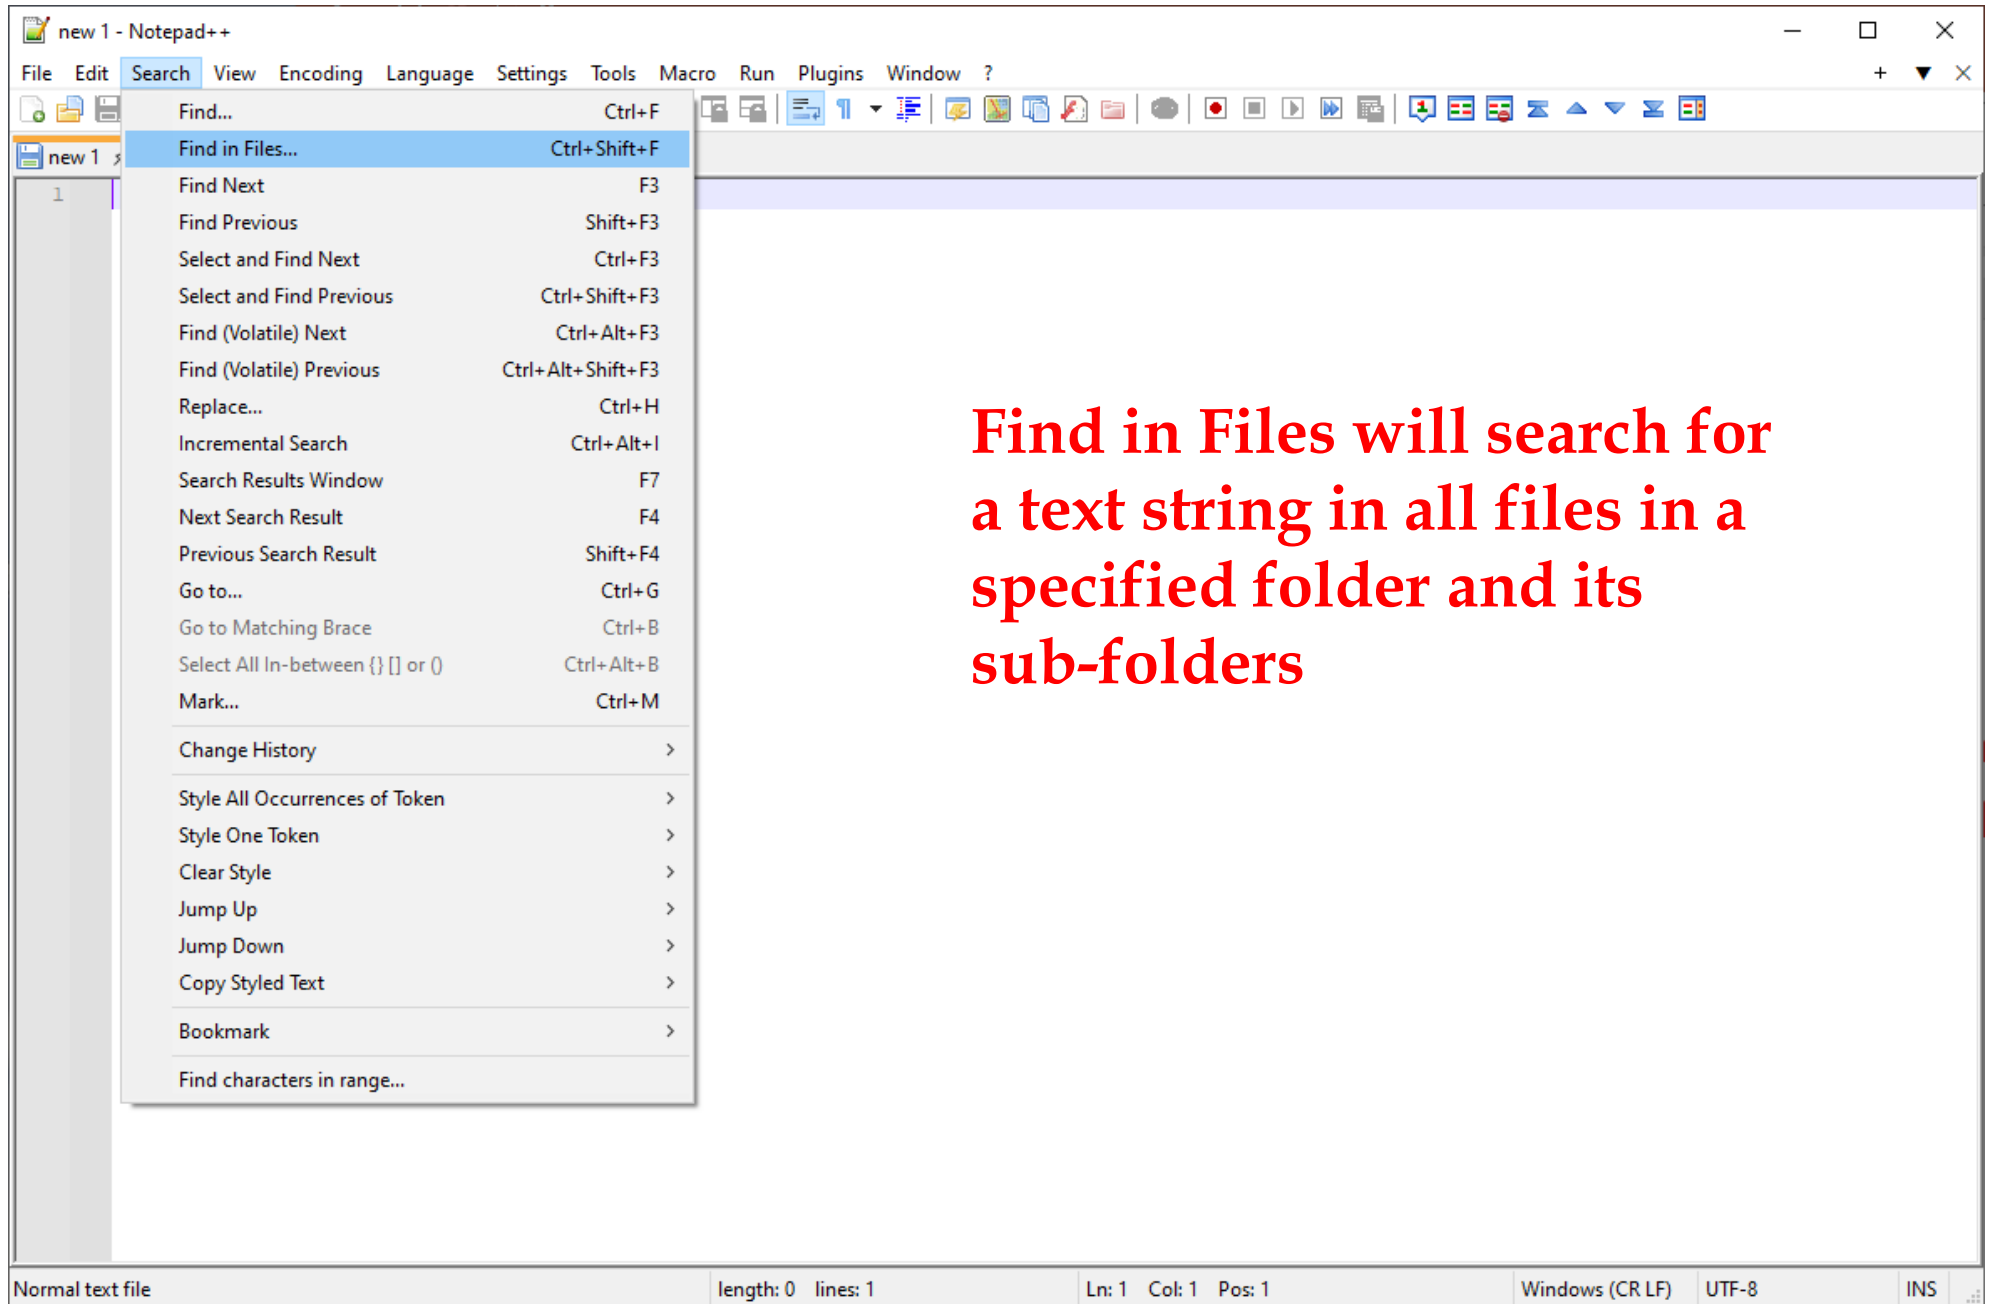 new 1 - Notepad++
File Edit Search View Encoding Language Settings Tools Macro Run Plugins Window ?
new 1
1
Find... Ctrl+F
Find in Files... Ctrl+Shift+F
Find Next F3
Find Previous Shift+F3
Select and Find Next Ctrl+F3
Select and Find Previous Ctrl+Shift+F3
Find (Volatile) Next Ctrl+Alt+F3
Find (Volatile) Previous Ctrl+Alt+Shift+F3
Replace... Ctrl+H
Incremental Search Ctrl+Alt+I
Search Results Window F7
Next Search Result F4
Previous Search Result Shift+F4
Go to... Ctrl+G
Go to Matching Brace Ctrl+B
Select All In-between {} [] or () Ctrl+Alt+B
Mark... Ctrl+M
Change History
Style All Occurrences of Token
Style One Token
Clear Style
Jump Up
Jump Down
Copy Styled Text
Bookmark
Find characters in range...
Find in Files will search for
a text string in all files in a
specified folder and its
sub-folders
Normal text file length: 0 lines: 1 Ln: 1 Col: 1 Pos: 1 Windows (CR LF) UTF-8 INS